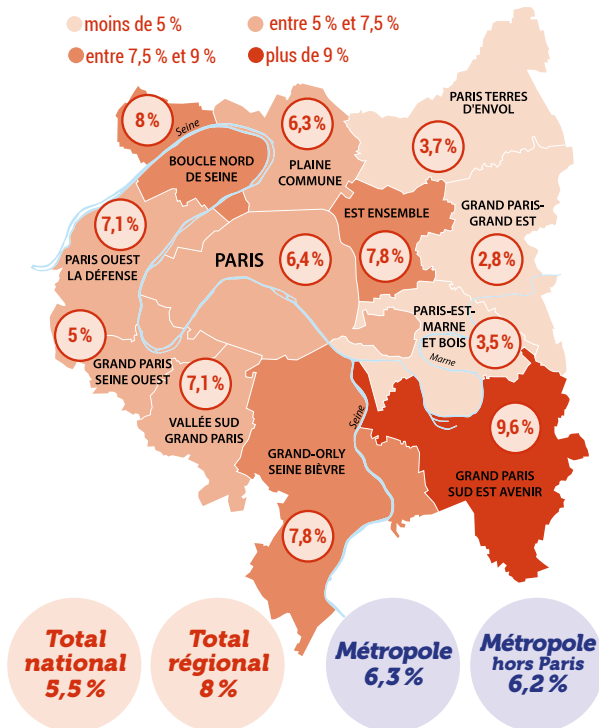 moins de 5 %
entre 5 % et 7,5 %
entre 7,5 % et 9 %
plus de 9 %
PARIS TERRES
D'ENVOL
3,7 %
8 %
Seine
BOUCLE NORD
DE SEINE
6,3 %
PLAINE
COMMUNE
EST ENSEMBLE
7,8 %
GRAND PARIS-
GRAND EST
2,8 %
7,1 %
PARIS OUEST
LA DÉFENSE
PARIS
6,4 %
PARIS-EST-
MARNE
ET BOIS
3,5 %
Marne
5 %
GRAND PARIS
SEINE OUEST
7,1 %
VALLÉE SUD
GRAND PARIS
Seine
GRAND-ORLY
SEINE BIÈVRE
7,8 %
9,6 %
GRAND PARIS
SUD EST AVENIR
Total
national
5,5 %
Total
régional
8 %
Métropole
6,3 %
Métropole
hors Paris
6,2 %